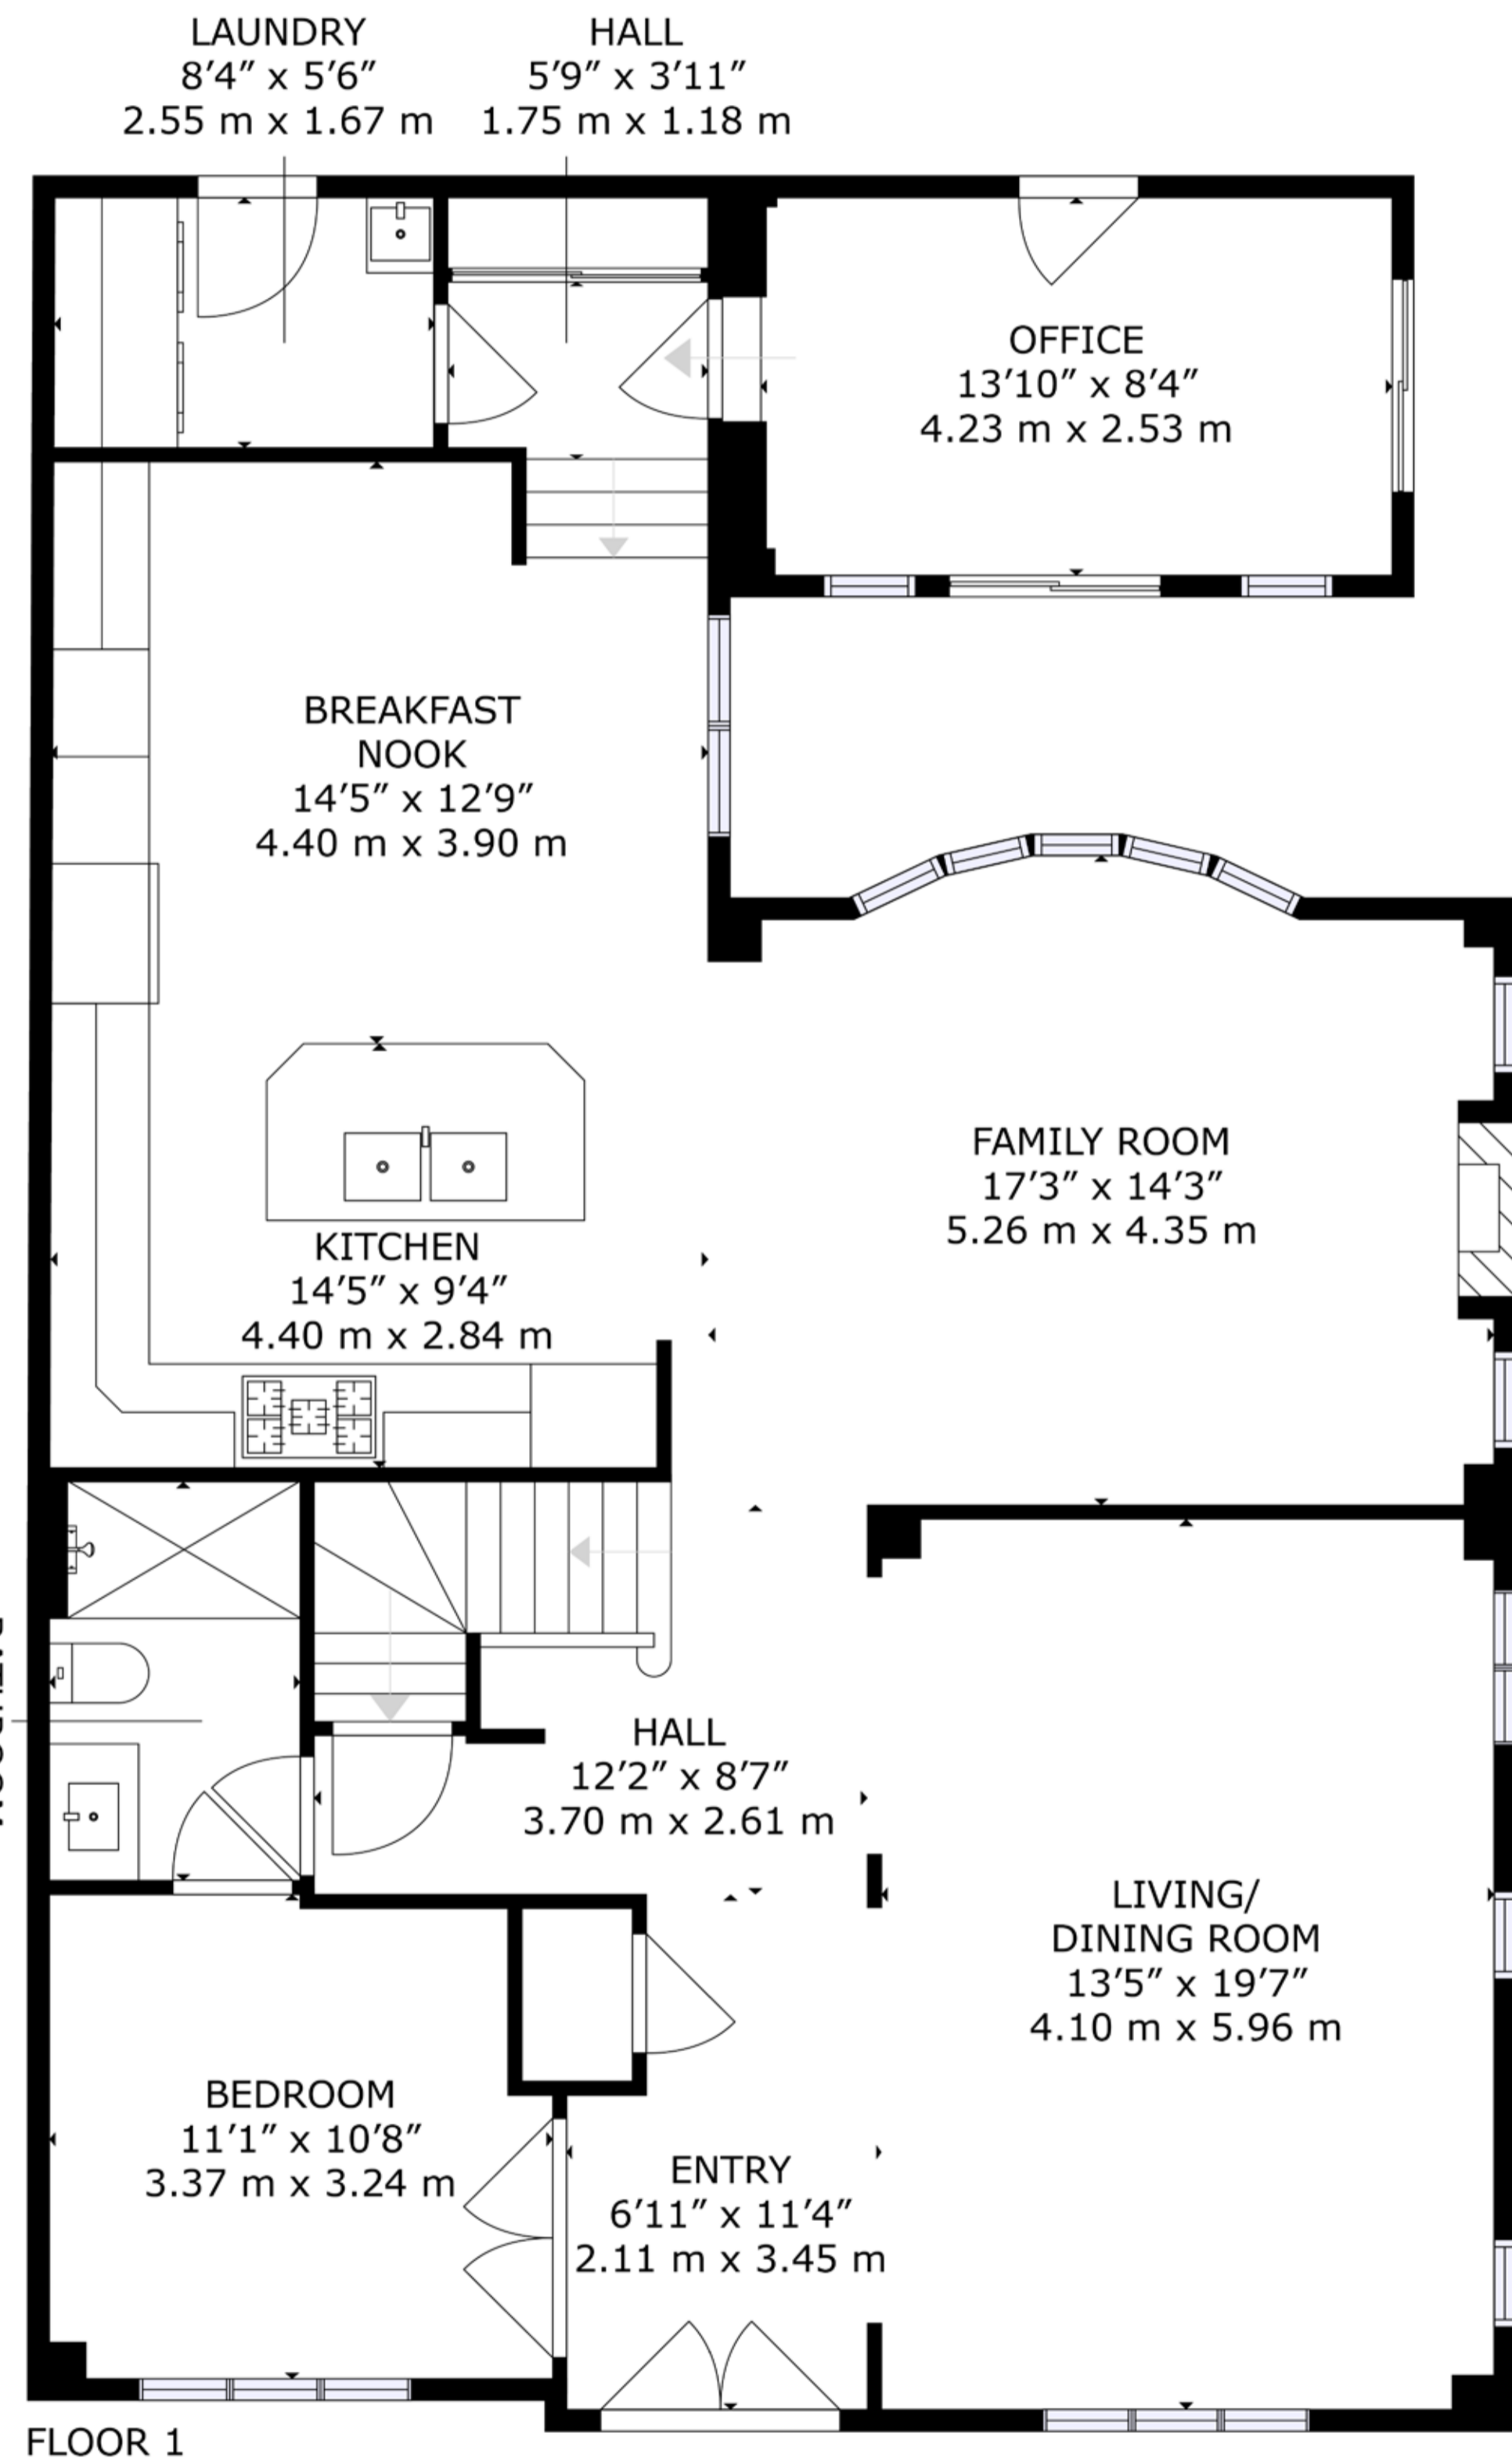 LAUNDRY
8′4″ x 5′6″
2.55 m x 1.67 m
HALL
5′9″ x 3′11″
1.75 m x 1.18 m
OFFICE
13′10″ x 8′4″
4.23 m x 2.53 m
BREAKFAST
NOOK
14′5″ x 12′9″
4.40 m x 3.90 m
FAMILY ROOM
17′3″ x 14′3″
5.26 m x 4.35 m
KITCHEN
14′5″ x 9′4″
4.40 m x 2.84 m
HALL
12′2″ x 8′7″
3.70 m x 2.61 m
LIVING/
DINING ROOM
13′5″ x 19′7″
4.10 m x 5.96 m
BEDROOM
11′1″ x 10′8″
3.37 m x 3.24 m
ENTRY
6′11″ x 11′4″
2.11 m x 3.45 m
FLOOR 1